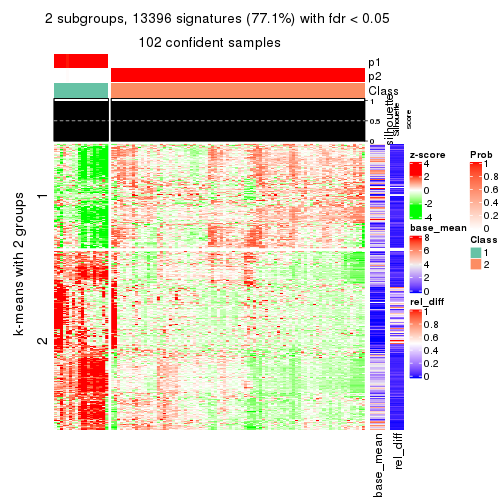 2 subgroups, 13396 signatures (77.1%) with fdr < 0.05
102 confident samples
p1
p2
Class
1
0.5
0
silhouette
Silhouette
score
k-means with 2 groups
1
2
base_mean
rel_diff
z-score
4
2
0
-2
-4
base_mean
8
6
4
2
0
rel_diff
1
0.8
0.6
0.4
0.2
0
Prob
1
0.8
0.6
0.4
0.2
0
Class
1
2